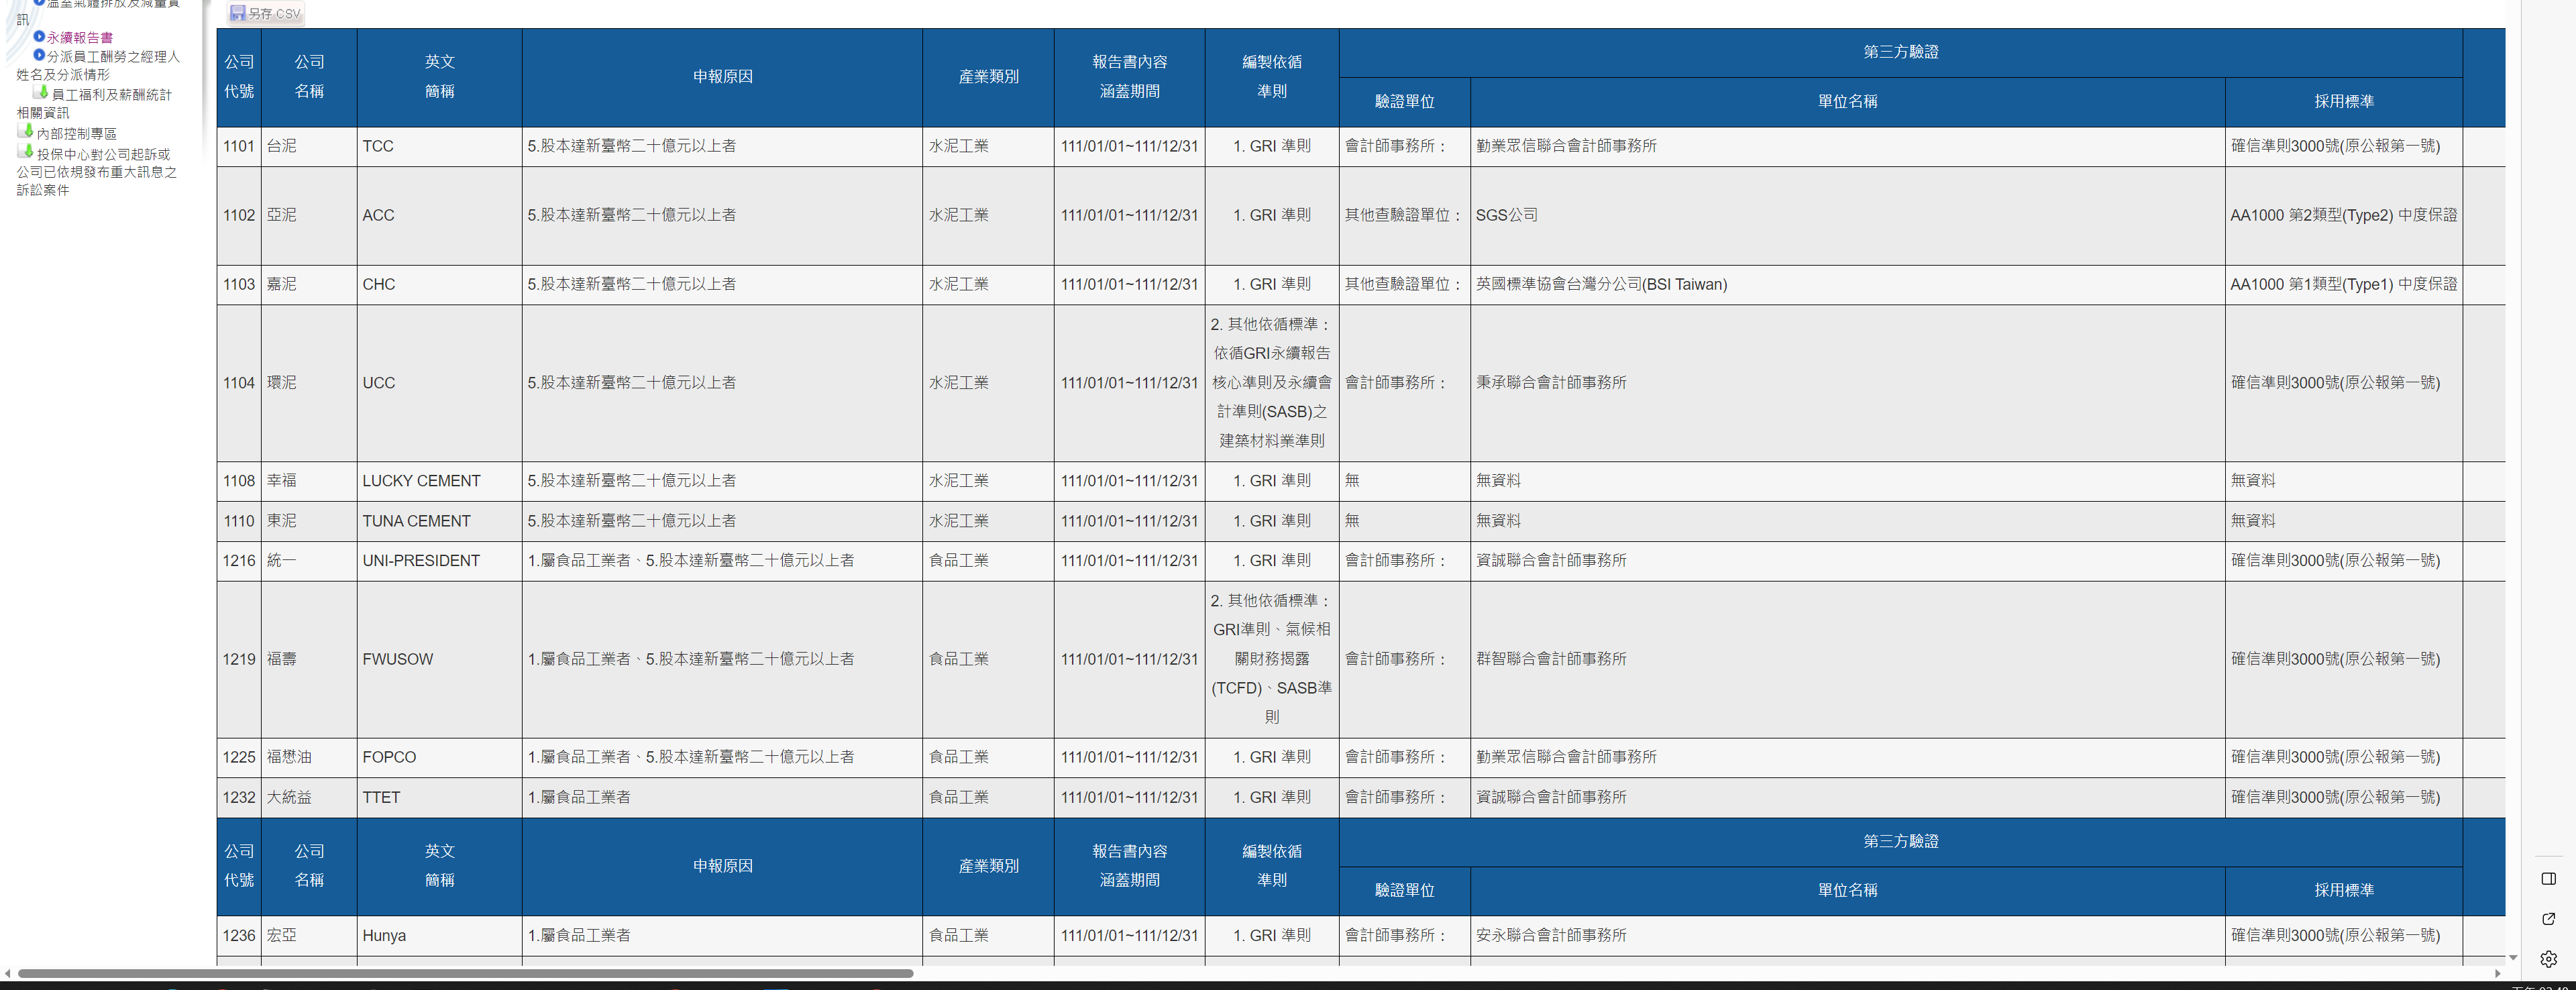 溫室氣體排放及減量資
訊
永續報告書
分派員工酬勞之經理人
姓名及分派情形
員工福利及薪酬統計
相關資訊
內部控制專區
投保中心對公司起訴或
公司已依規發布重大訊息之
訴訟案件
另存 CSV
公司
代號
公司
名稱
英文
簡稱
申報原因
產業類別
報告書內容
涵蓋期間
編製依循
準則
第三方驗證
驗證單位
單位名稱
採用標準
1101 台泥 TCC 5.股本達新臺幣二十億元以上者 水泥工業 111/01/01~111/12/31 1. GRI 準則 會計師事務所： 勤業眾信聯合會計師事務所 確信準則3000號(原公報第一號)
1102 亞泥 ACC 5.股本達新臺幣二十億元以上者 水泥工業 111/01/01~111/12/31 1. GRI 準則 其他查驗證單位： SGS公司 AA1000 第2類型(Type2) 中度保證
1103 嘉泥 CHC 5.股本達新臺幣二十億元以上者 水泥工業 111/01/01~111/12/31 1. GRI 準則 其他查驗證單位： 英國標準協會台灣分公司(BSI Taiwan) AA1000 第1類型(Type1) 中度保證
1104 環泥 UCC 5.股本達新臺幣二十億元以上者 水泥工業 111/01/01~111/12/31
2. 其他依循標準：
依循GRI永續報告
核心準則及永續會
計準則(SASB)之
建築材料業準則
會計師事務所： 秉承聯合會計師事務所 確信準則3000號(原公報第一號)
1108 幸福 LUCKY CEMENT 5.股本達新臺幣二十億元以上者 水泥工業 111/01/01~111/12/31 1. GRI 準則 無 無資料 無資料
1110 東泥 TUNA CEMENT 5.股本達新臺幣二十億元以上者 水泥工業 111/01/01~111/12/31 1. GRI 準則 無 無資料 無資料
1216 統一 UNI-PRESIDENT 1.屬食品工業者、5.股本達新臺幣二十億元以上者 食品工業 111/01/01~111/12/31 1. GRI 準則 會計師事務所： 資誠聯合會計師事務所 確信準則3000號(原公報第一號)
1219 福壽 FWUSOW 1.屬食品工業者、5.股本達新臺幣二十億元以上者 食品工業 111/01/01~111/12/31
2. 其他依循標準：
GRI準則、氣候相
關財務揭露
(TCFD)、SASB準
則
會計師事務所： 群智聯合會計師事務所 確信準則3000號(原公報第一號)
1225 福懋油 FOPCO 1.屬食品工業者、5.股本達新臺幣二十億元以上者 食品工業 111/01/01~111/12/31 1. GRI 準則 會計師事務所： 勤業眾信聯合會計師事務所 確信準則3000號(原公報第一號)
1232 大統益 TTET 1.屬食品工業者 食品工業 111/01/01~111/12/31 1. GRI 準則 會計師事務所： 資誠聯合會計師事務所 確信準則3000號(原公報第一號)
公司
代號
公司
名稱
英文
簡稱
申報原因
產業類別
報告書內容
涵蓋期間
編製依循
準則
第三方驗證
驗證單位
單位名稱
採用標準
1236 宏亞 Hunya 1.屬食品工業者 食品工業 111/01/01~111/12/31 1. GRI 準則 會計師事務所： 安永聯合會計師事務所 確信準則3000號(原公報第一號)